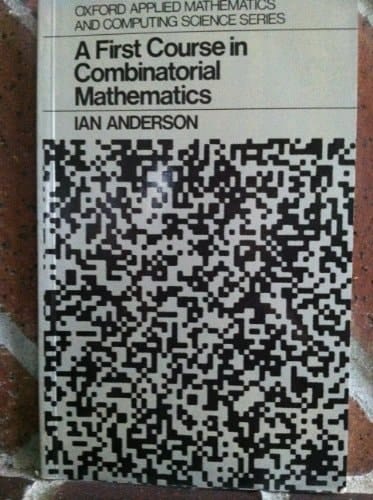 OXFORD APPLIED MATHEMATICS
AND COMPUTING SCIENCE SERIES
A First Course in
Combinatorial
Mathematics
IAN ANDERSON